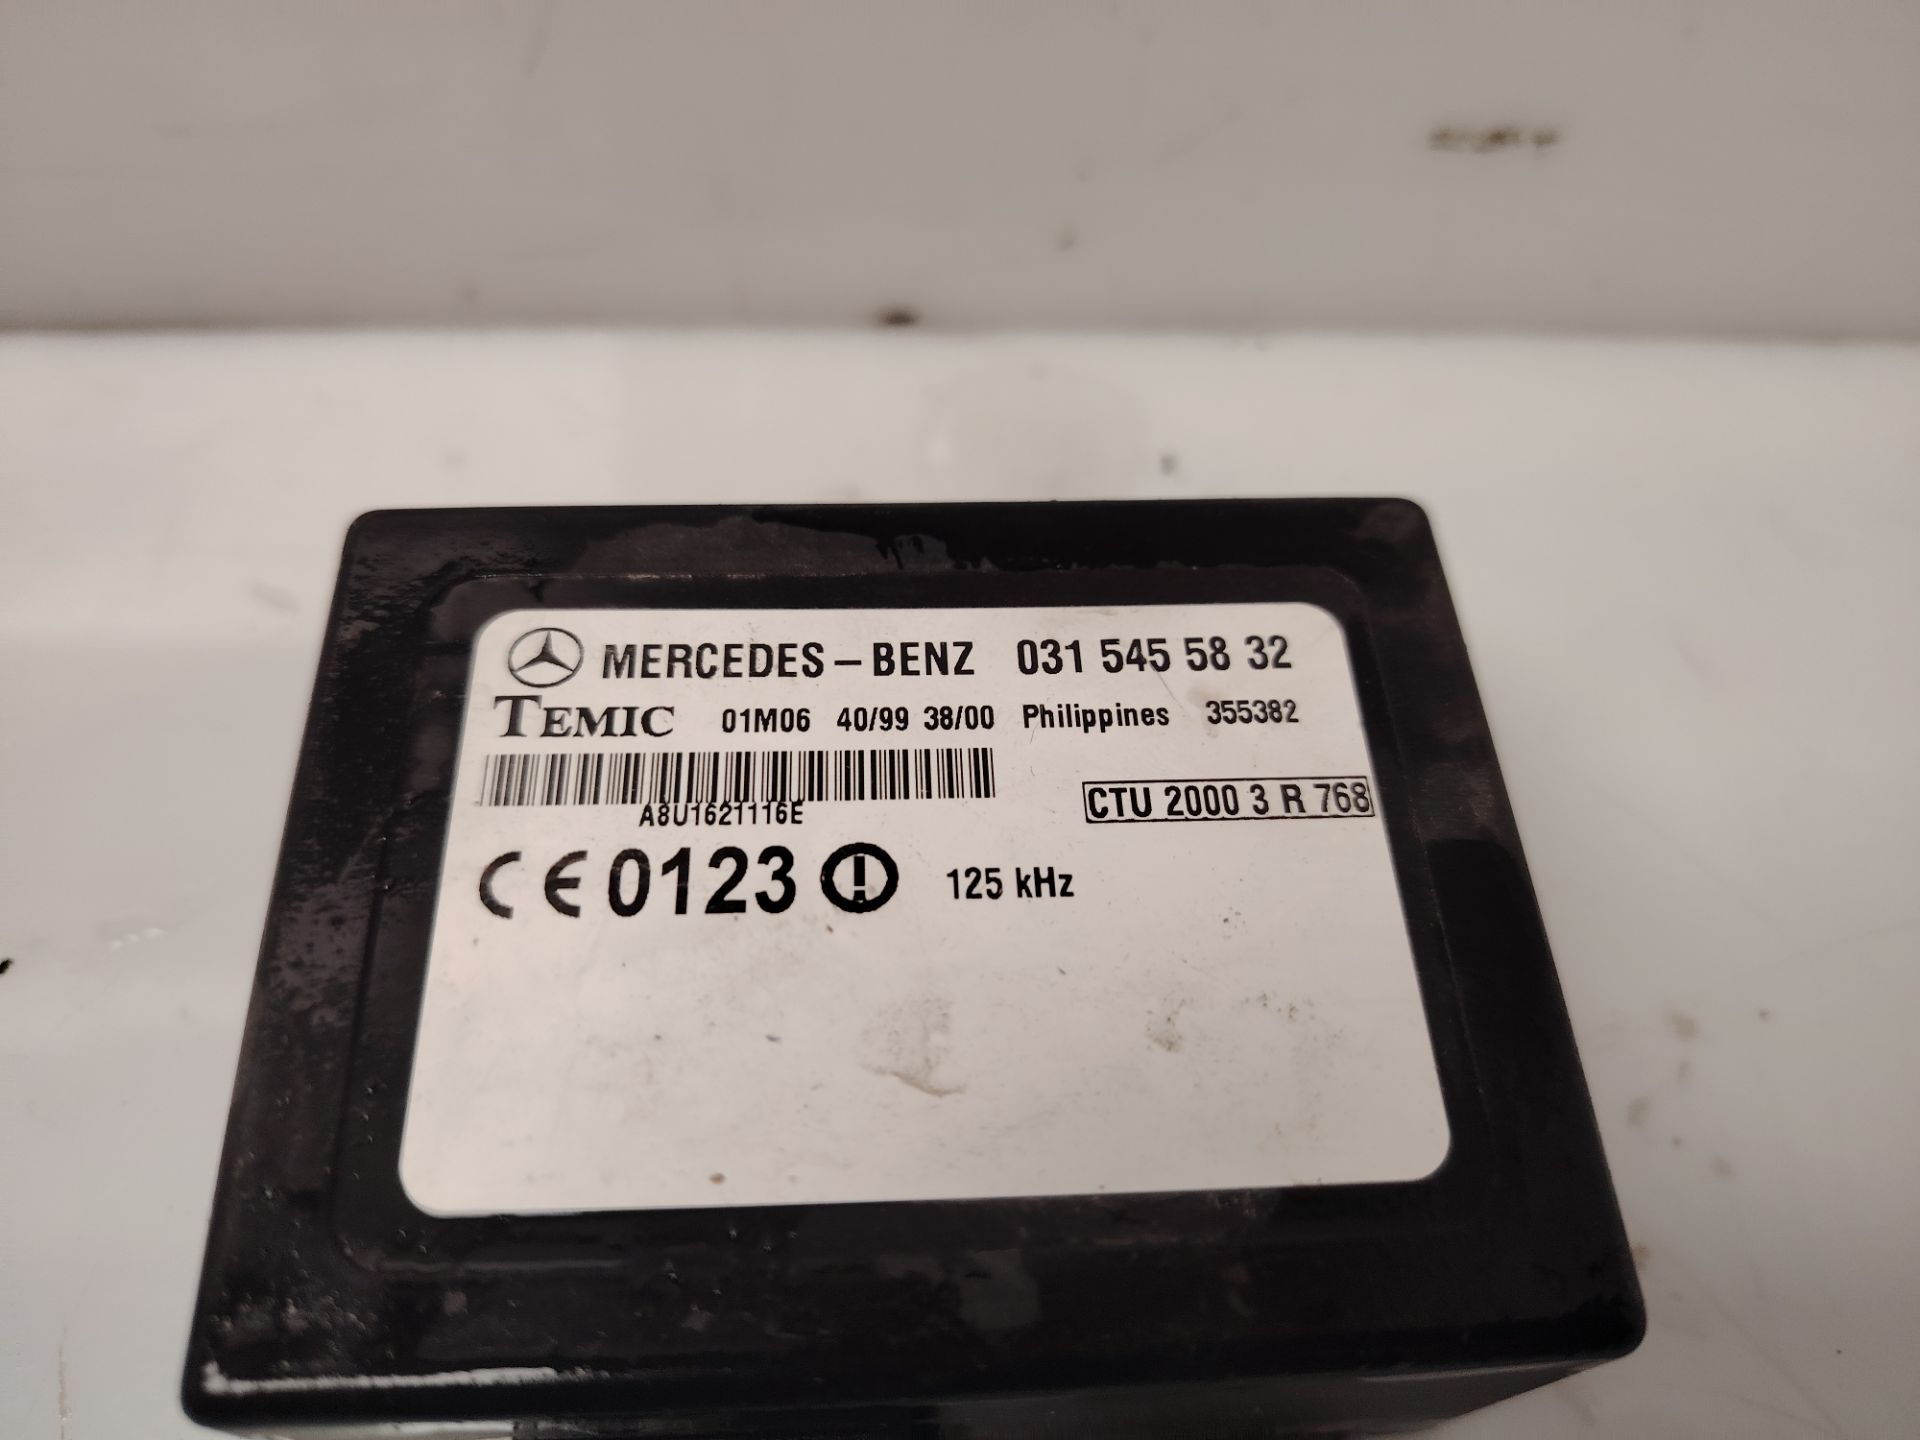 MERCEDES-BENZ 031 545 58 32
TEMIC 01M06 40/99 38/00 Philippines 355382
A8U1621116E
CTU 2000 3 R 768
CE 0123 ! 125 kHz